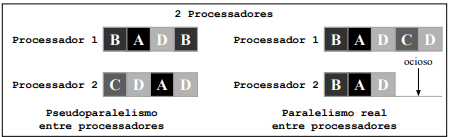 2 Processadores
Processador 1 B A D B
Processador 1 B A D C D
ocioso
Processador 2 C D A D
Processador 2 B A D
Pseudoparalelismo
entre processadores
Paralelismo real
entre processadores